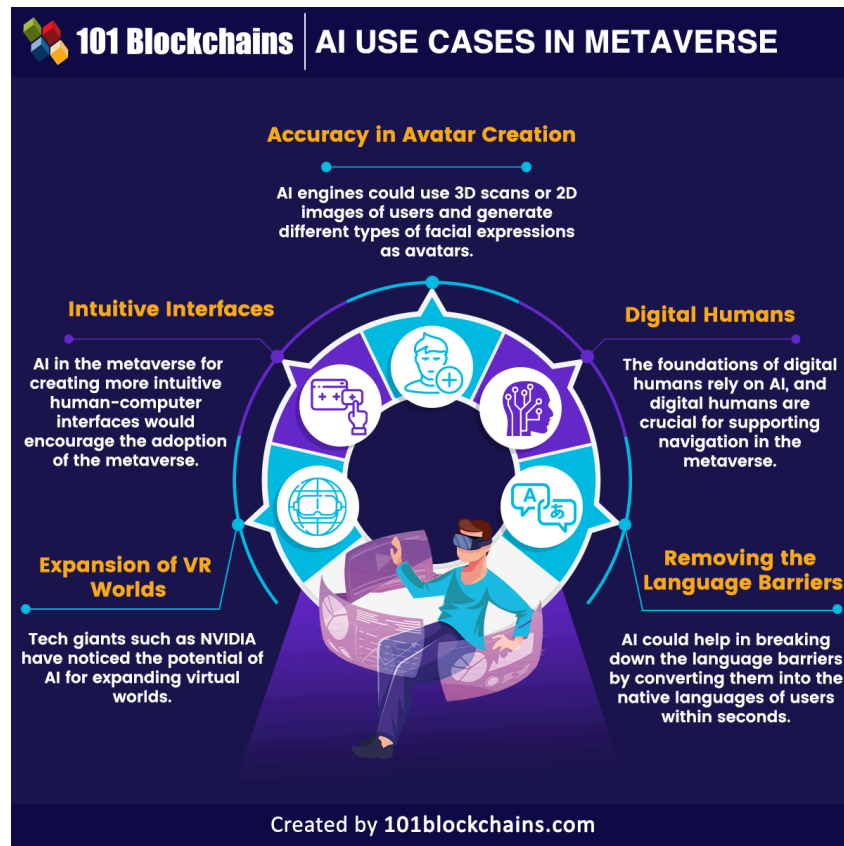 101 Blockchains
AI USE CASES IN METAVERSE
Accuracy in Avatar Creation
AI engines could use 3D scans or 2D
images of users and generate
different types of facial expressions
as avatars.
Intuitive Interfaces
AI in the metaverse for
creating more intuitive
human-computer
interfaces would
encourage the adoption
of the metaverse.
Digital Humans
The foundations of digital
humans rely on AI, and
digital humans are
crucial for supporting
navigation in the
metaverse.
A
あ
Expansion of VR
Worlds
Tech giants such as NVIDIA
have noticed the potential of
AI for expanding virtual
worlds.
Removing the
Language Barriers
AI could help in breaking
down the language barriers
by converting them into the
native languages of users
within seconds.
Created by 101blockchains.com